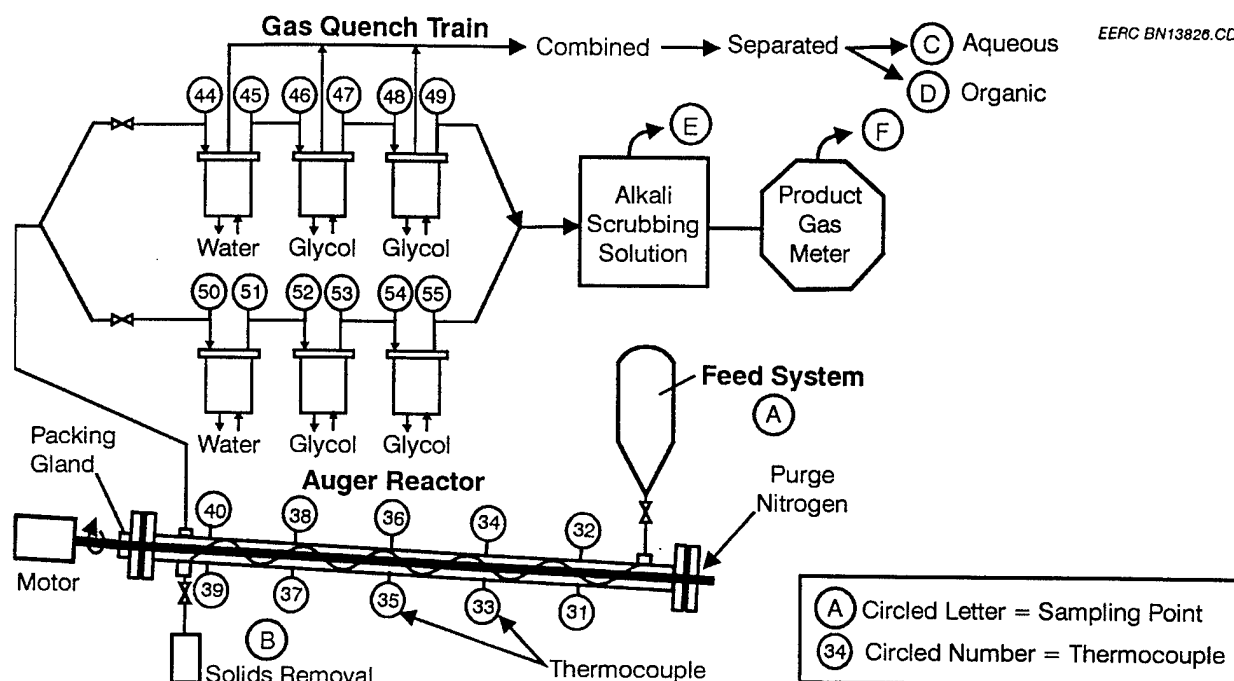 Gas Quench Train
EERC BN13826.CD
Combined
Separated
C Aqueous
D Organic
44 45 46 47 48 49
E
F
Alkali
Scrubbing
Solution
Product
Gas
Meter
Water Glycol Glycol
50 51 52 53 54 55
Water Glycol Glycol
Feed System
A
Packing
Gland
Auger Reactor
Purge
Nitrogen
40 38 36 34 32
Motor
39 37 35 33 31
B
Solids Removal
Thermocouple
A Circled Letter = Sampling Point
34 Circled Number = Thermocouple